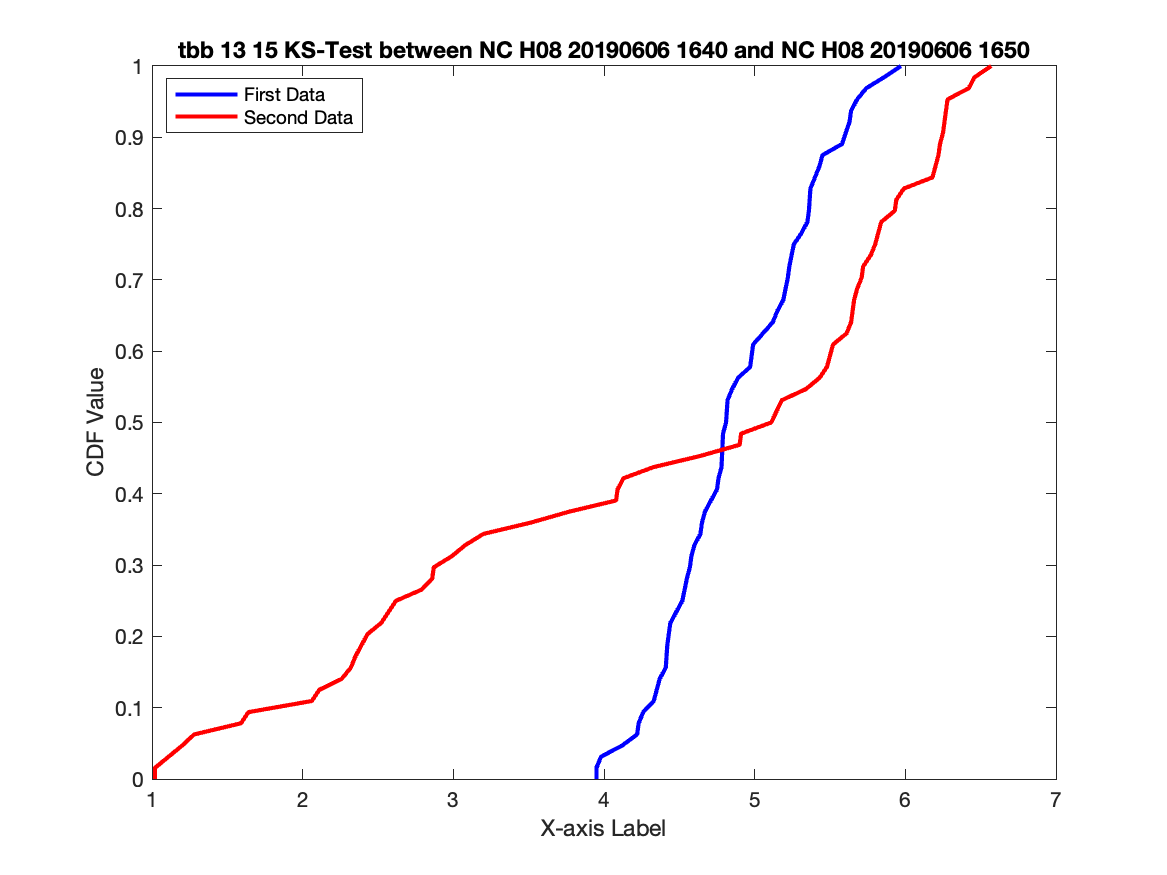 tbb 13 15 KS-Test between NC H08 20190606 1640 and NC H08 20190606 1650
First Data
Second Data
1
0.9
0.8
0.7
0.6
0.5
0.4
0.3
0.2
0.1
0
CDF Value
1 2 3 4 5 6 7
X-axis Label